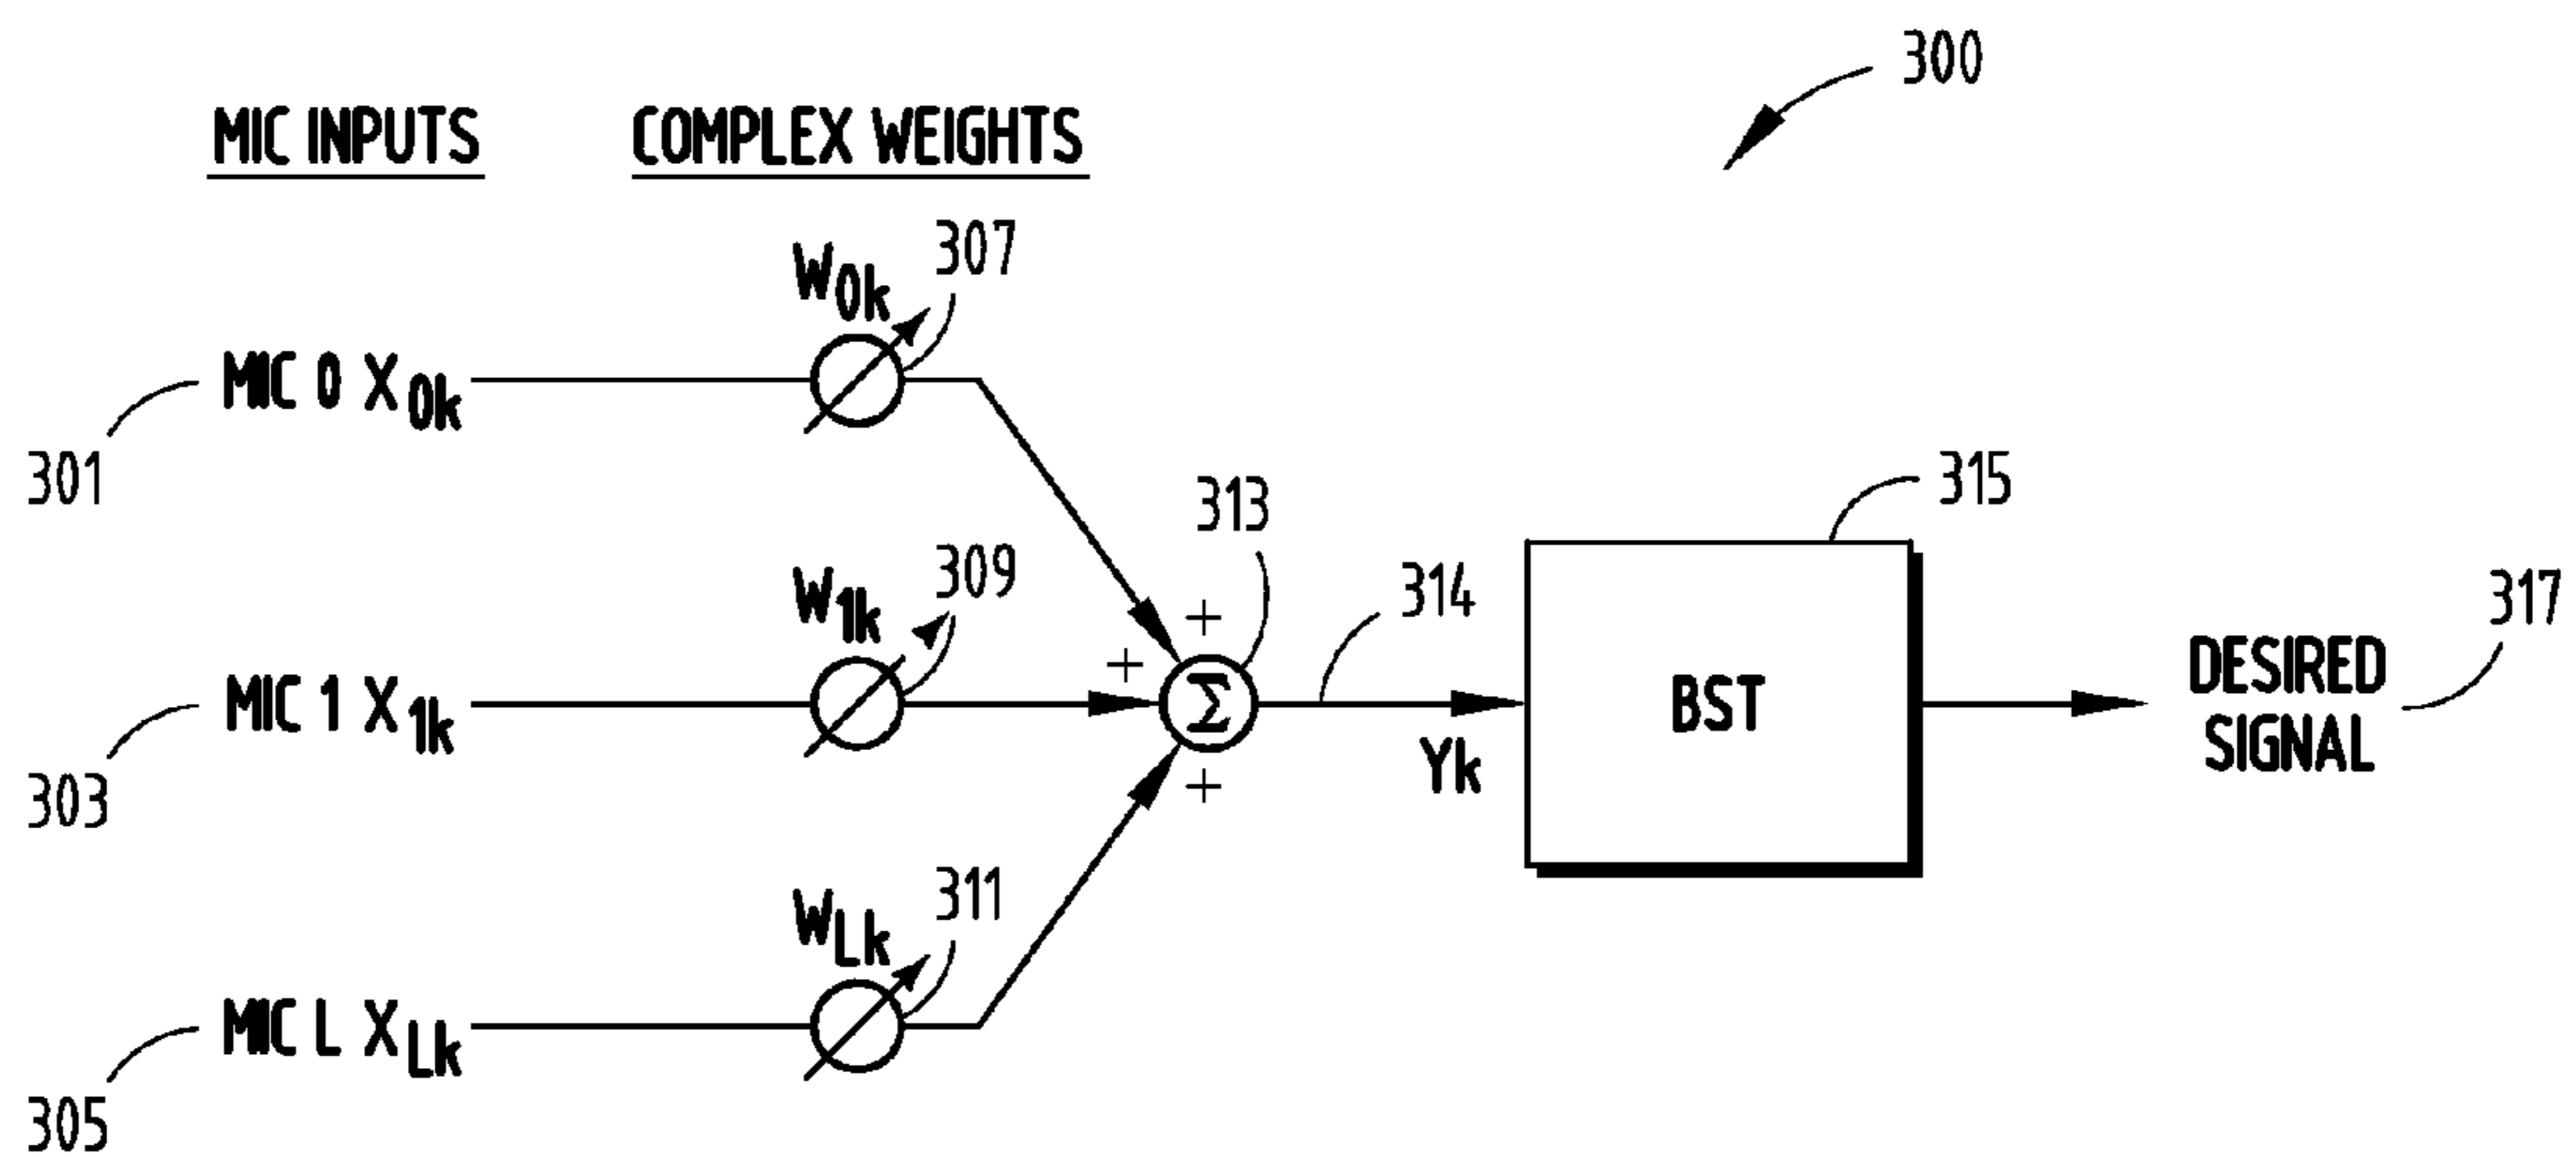 300
MIC INPUTS
COMPLEX WEIGHTS
W0k
307
MIC 0 X0k
301
313
315
W1k
309
314
317
MIC 1 X1k
+
+
Σ
BST
DESIRED
SIGNAL
Yk
+
303
WLk
311
MIC L XLk
305